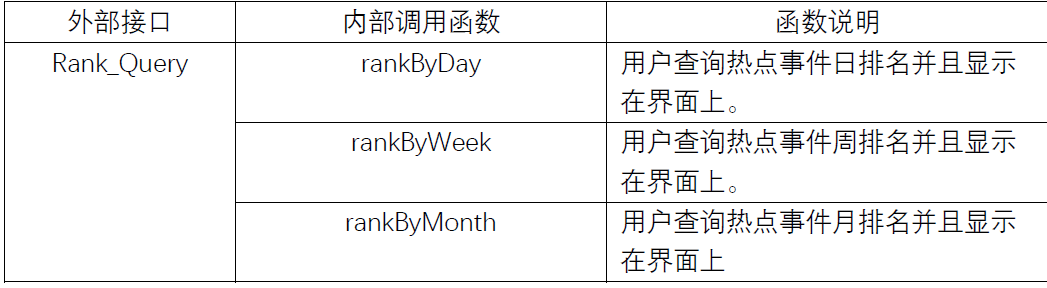 外部接口 内部调用函数 函数说明
Rank_Query rankByDay 用户查询热点事件日排名并且显示
在界面上。
rankByWeek 用户查询热点事件周排名并且显示
在界面上。
rankByMonth 用户查询热点事件月排名并且显示
在界面上